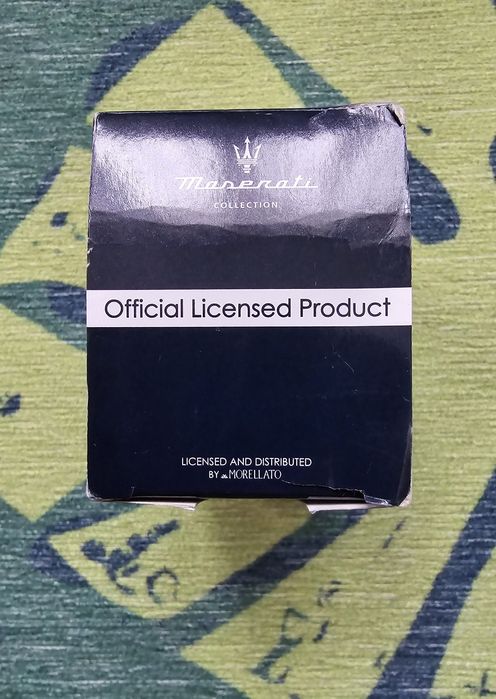 Maserati
COLLECTION
Official Licensed Product
LICENSED AND DISTRIBUTED
BY MORELLATO